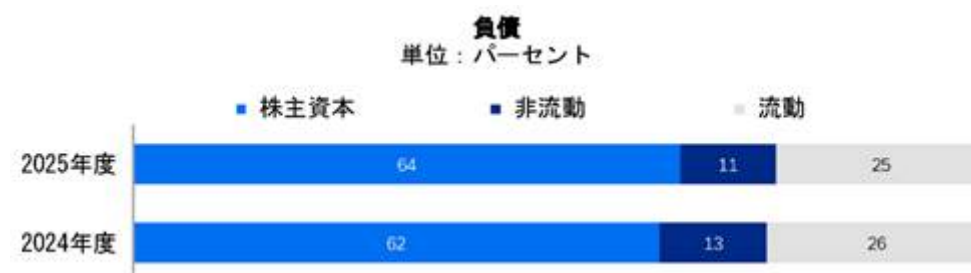 負債
単位：パーセント
株主資本 非流動 流動
2025年度 64 11 25
2024年度 62 13 26